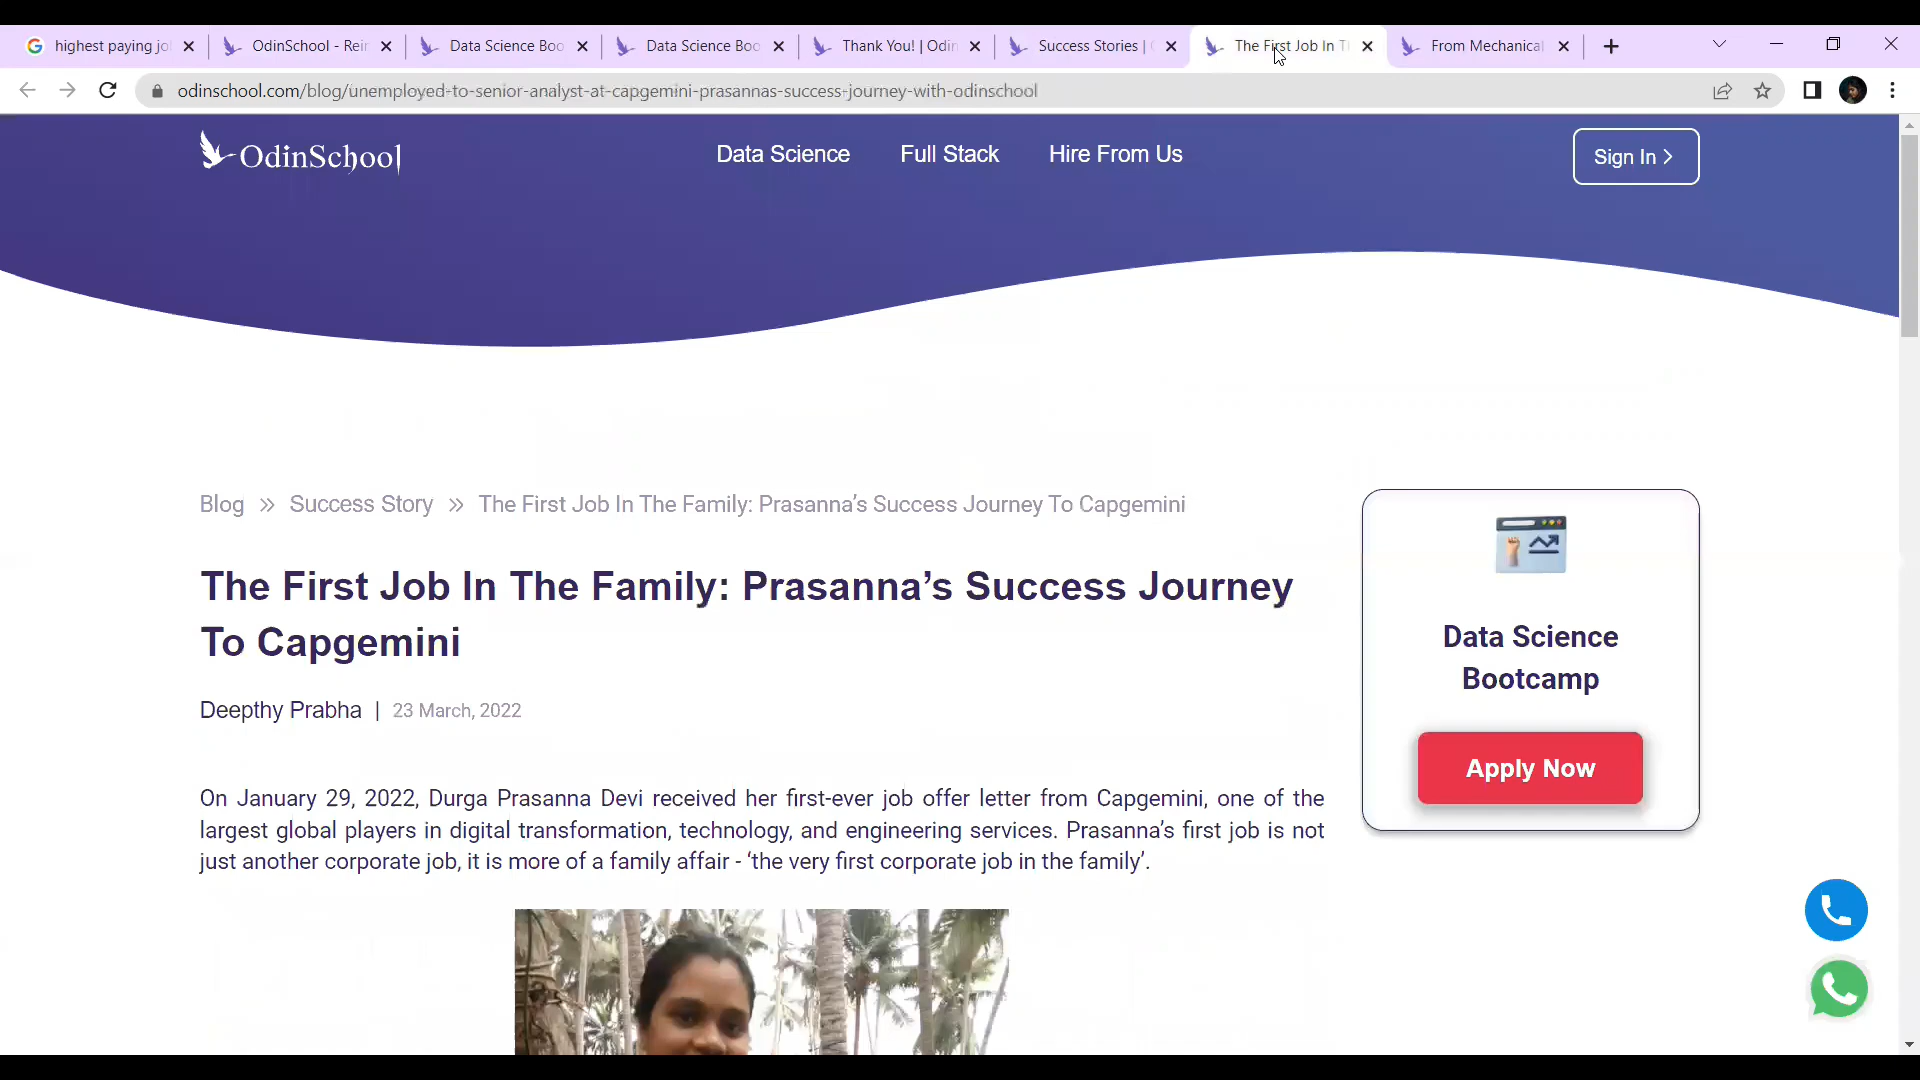 highest paying jo
OdinSchool - Rein
Data Science Boo
Data Science Boo
Thank You! | Odin
Success Stories |
The First Job In T
From Mechanical
odinschool.com/blog/unemployed-to-senior-analyst-at-capgemini-prasannas-success-journey-with-odinschool
OdinSchool
Data Science
Full Stack
Hire From Us
Sign In >
Blog » Success Story » The First Job In The Family: Prasanna’s Success Journey To Capgemini
The First Job In The Family: Prasanna’s Success Journey
To Capgemini
Deepthy Prabha | 23 March, 2022
On January 29, 2022, Durga Prasanna Devi received her first-ever job offer letter from Capgemini, one of the
largest global players in digital transformation, technology, and engineering services. Prasanna’s first job is not
just another corporate job, it is more of a family affair - ‘the very first corporate job in the family’.
Data Science
Bootcamp
Apply Now